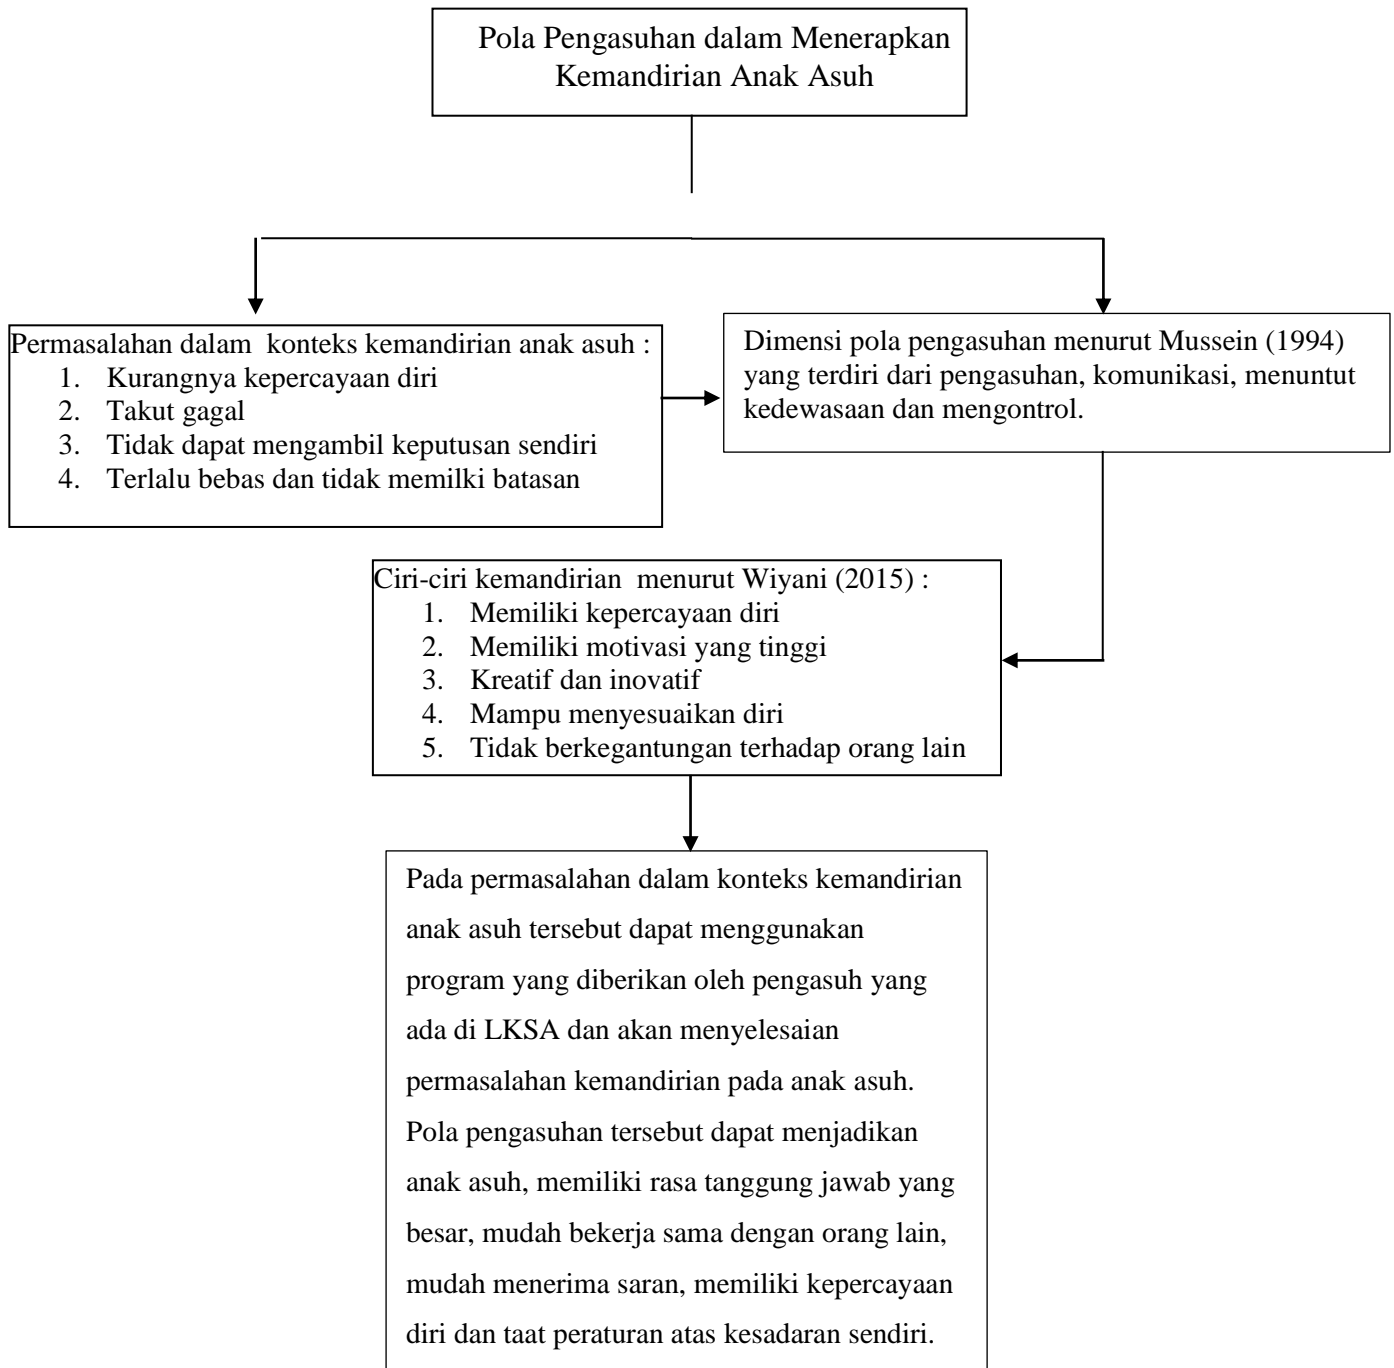 Pola Pengasuhan dalam Menerapkan
Kemandirian Anak Asuh
Permasalahan dalam konteks kemandirian anak asuh :
1. Kurangnya kepercayaan diri
2. Takut gagal
3. Tidak dapat mengambil keputusan sendiri
4. Terlalu bebas dan tidak memilki batasan
Dimensi pola pengasuhan menurut Mussein (1994)
yang terdiri dari pengasuhan, komunikasi, menuntut
kedewasaan dan mengontrol.
Ciri-ciri kemandirian menurut Wiyani (2015) :
1. Memiliki kepercayaan diri
2. Memiliki motivasi yang tinggi
3. Kreatif dan inovatif
4. Mampu menyesuaikan diri
5. Tidak berkegantungan terhadap orang lain
Pada permasalahan dalam konteks kemandirian
anak asuh tersebut dapat menggunakan
program yang diberikan oleh pengasuh yang
ada di LKSA dan akan menyelesaian
permasalahan kemandirian pada anak asuh.
Pola pengasuhan tersebut dapat menjadikan
anak asuh, memiliki rasa tanggung jawab yang
besar, mudah bekerja sama dengan orang lain,
mudah menerima saran, memiliki kepercayaan
diri dan taat peraturan atas kesadaran sendiri.